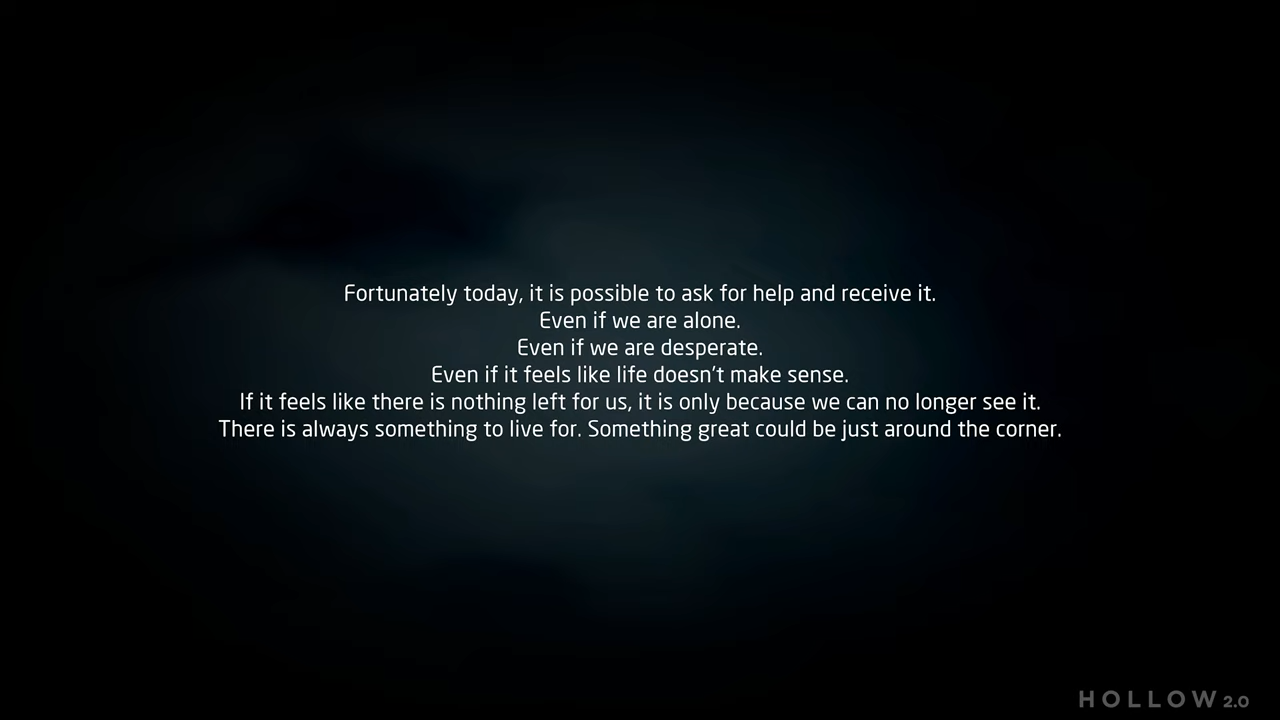 Fortunately today, it is possible to ask for help and receive it.
Even if we are alone.
Even if we are desperate.
Even if it feels like life doesn't make sense.
If it feels like there is nothing left for us, it is only because we can no longer see it.
There is always something to live for. Something great could be just around the corner.
HOLLOW 2.0